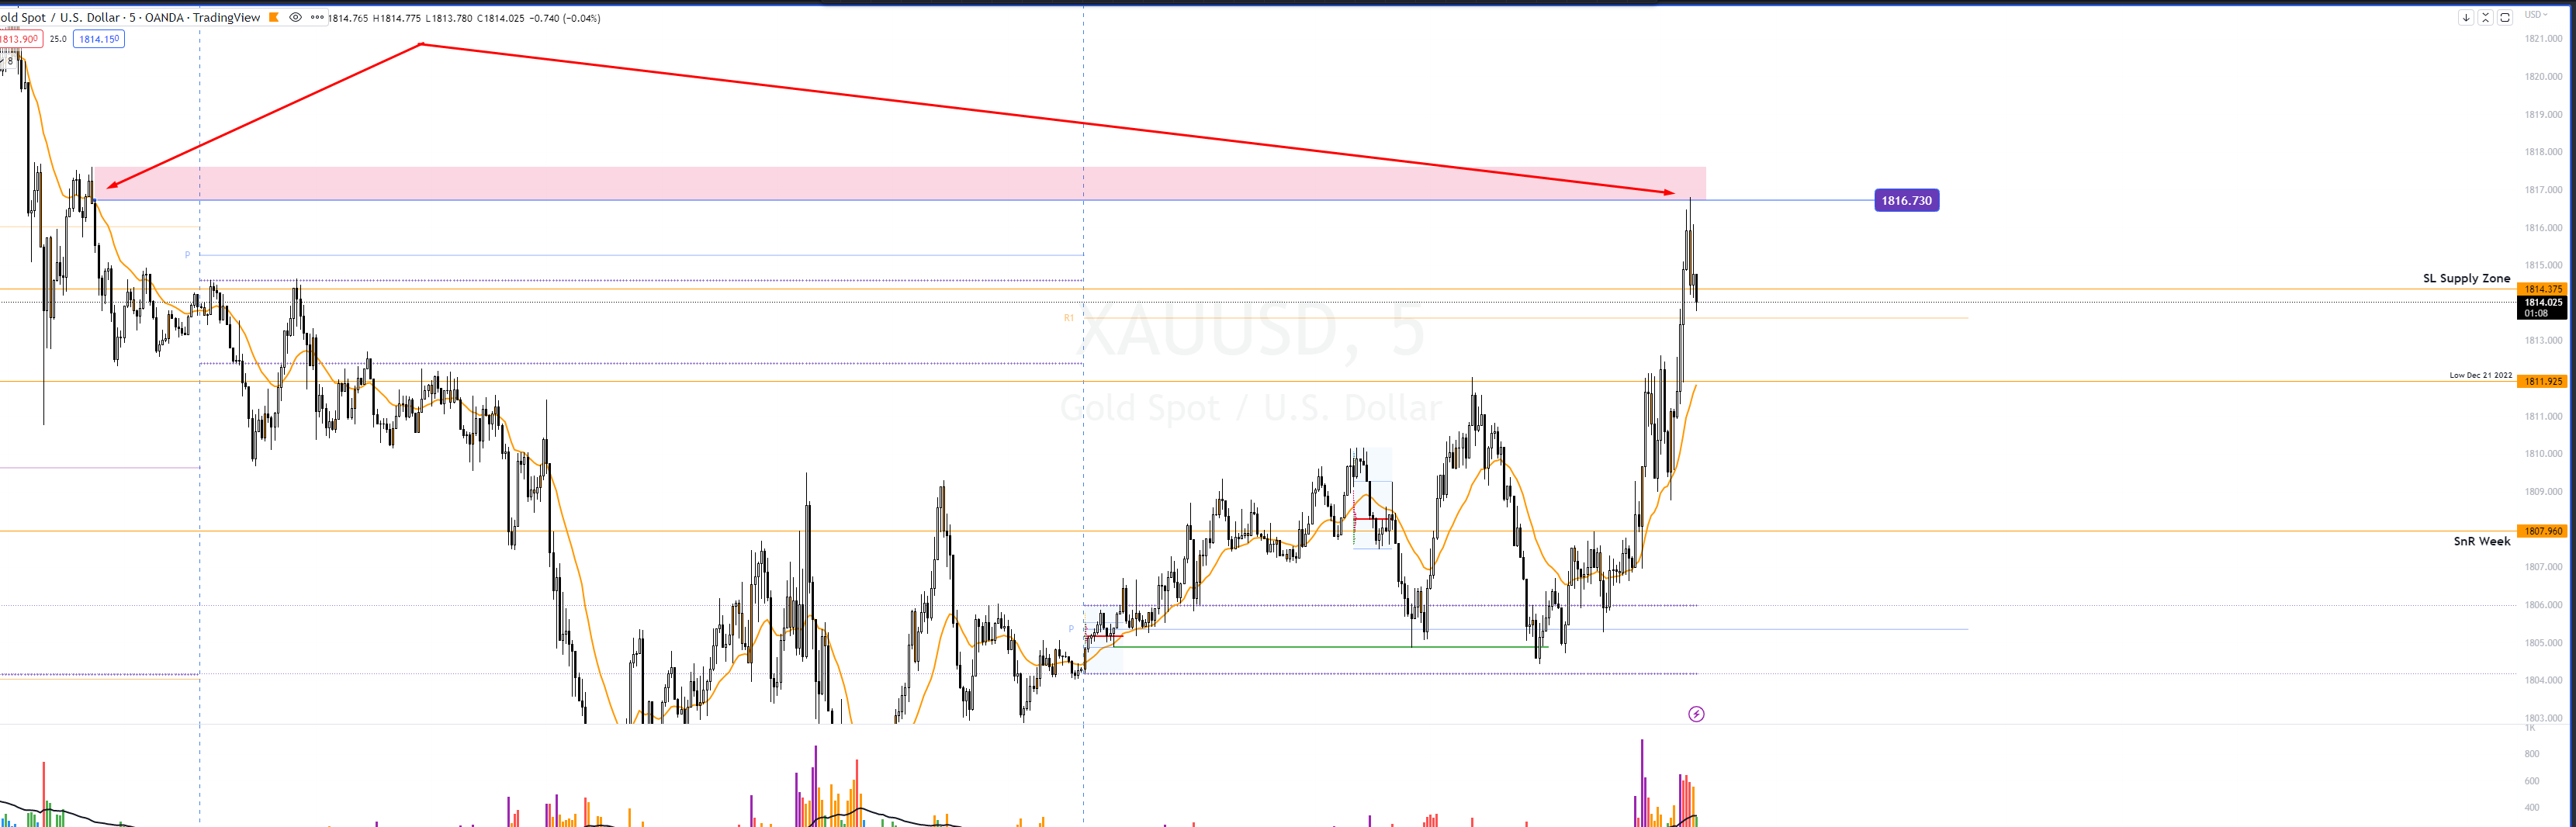 old Spot / U.S. Dollar · 5 · OANDA · TradingView 1814.765 H1814.775 L1813.780 C1814.025 −0.740 (−0.04%)
USD
1813.900 25.0 1814.150
8
1821.000
1820.000
1819.000
1818.000
1817.000
1816.730
1816.000
P
1815.000
SL Supply Zone
1814.375
1814.025
01:08
R1
XAUUSD, 5
1813.000
Low Dec 21 2022
1811.925
Gold Spot / U.S. Dollar
1811.000
1810.000
1809.000
1807.960
SnR Week
1807.000
1806.000
P
1805.000
1804.000
1803.000
1K
800
600
400